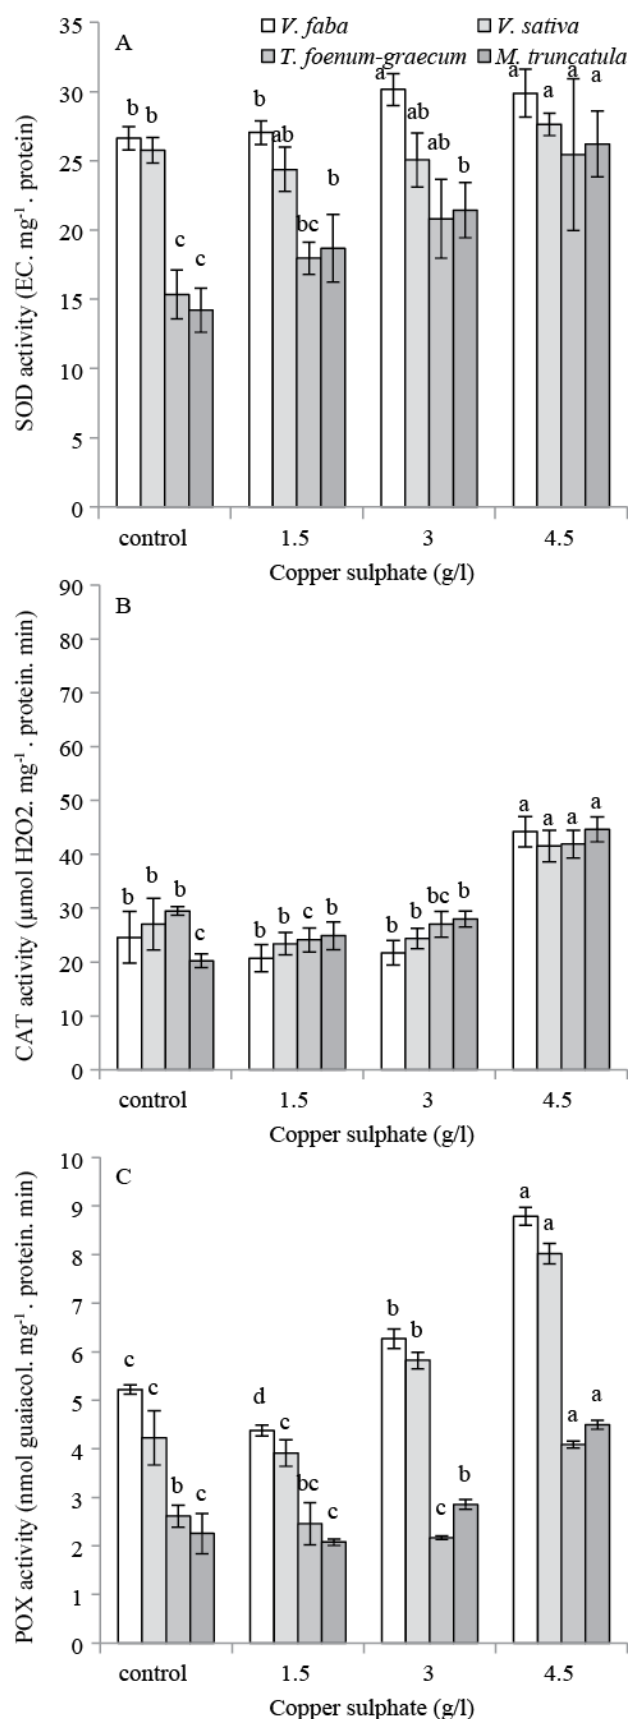 A
V. faba
V. sativa
T. foenum-graecum
M. truncatula
SOD activity (EC. mg⁻¹ . protein)
35
30
25
20
15
10
5
0
b b c c
b ab bc b
a ab ab b
a a a a
control 1.5 3 4.5
Copper sulphate (g/l)
B
CAT activity (µmol H2O2. mg⁻¹ . protein. min)
90
80
70
60
50
40
30
20
10
0
b b b c
b b c b
b b bc b
a a a a
control 1.5 3 4.5
Copper sulphate (g/l)
C
POX activity (nmol guaiacol. mg⁻¹ . protein. min)
10
9
8
7
6
5
4
3
2
1
0
c c b c
d c bc c
b b c b
a a a a
control 1.5 3 4.5
Copper sulphate (g/l)